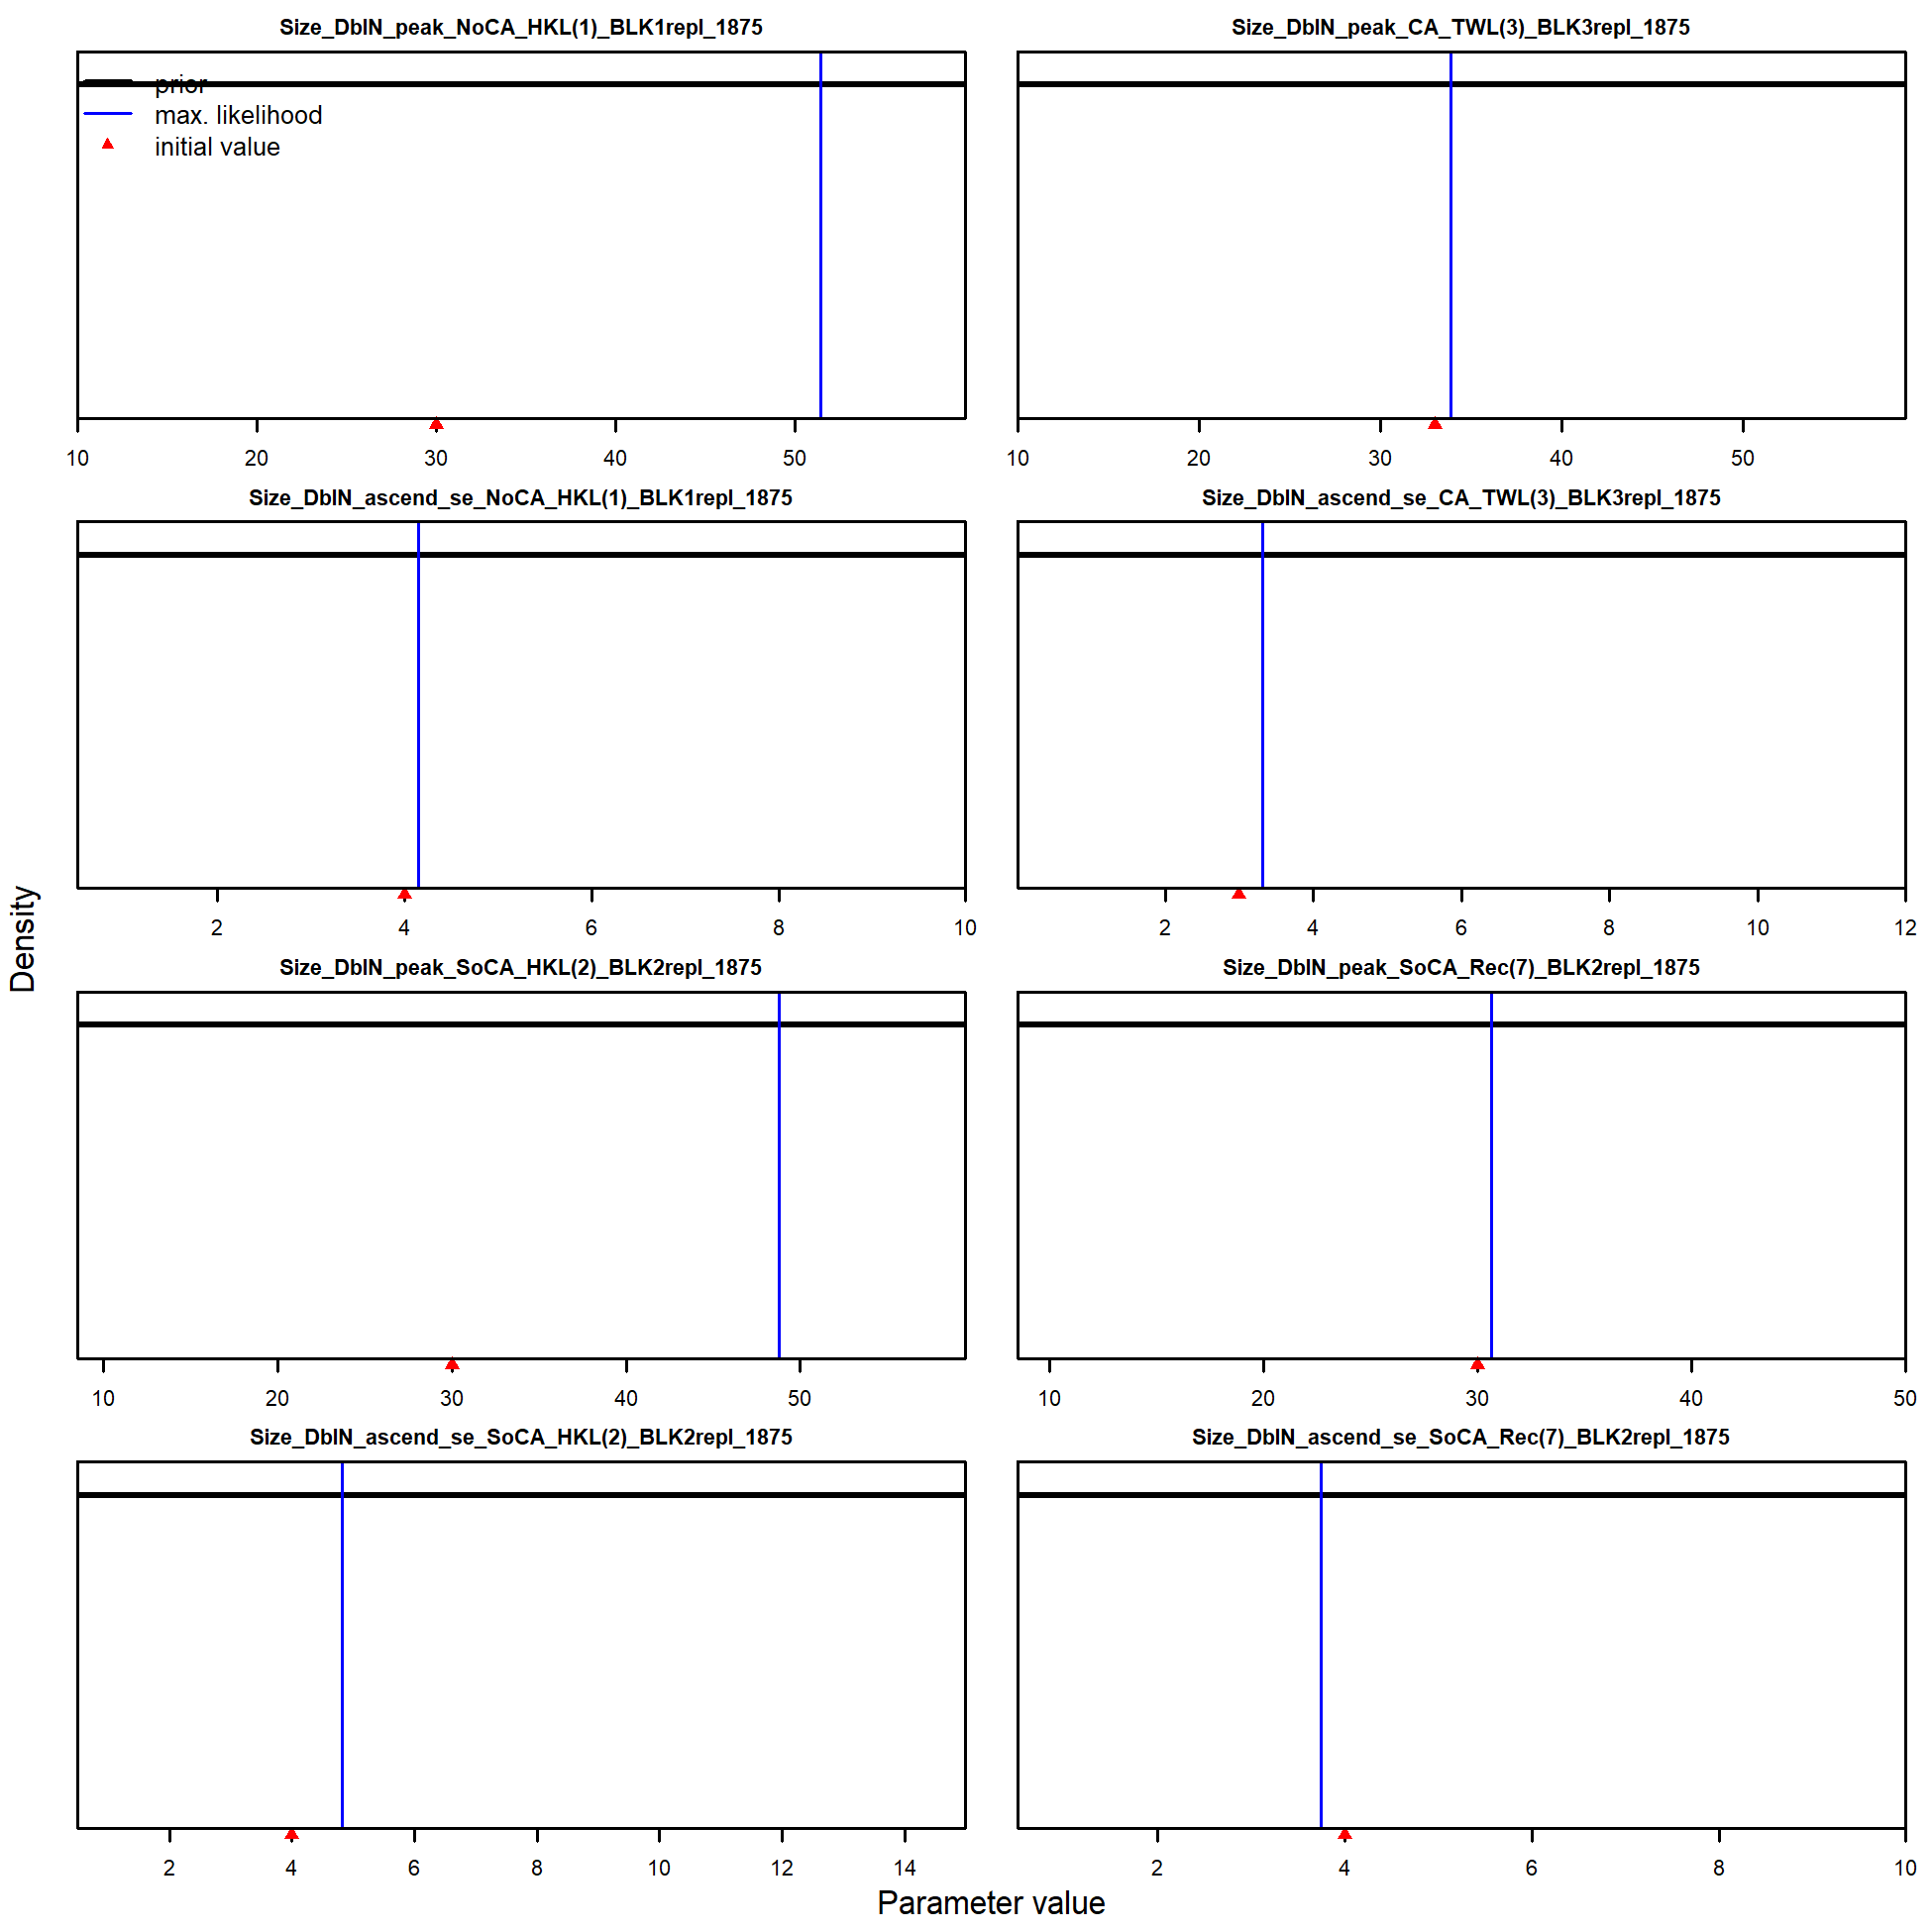 Size_DblN_peak_NoCA_HKL(1)_BLK1repl_1875
prior
max. likelihood
initial value
10 20 30 40 50
Size_DblN_peak_CA_TWL(3)_BLK3repl_1875
10 20 30 40 50
Size_DblN_ascend_se_NoCA_HKL(1)_BLK1repl_1875
2 4 6 8 10
Size_DblN_ascend_se_CA_TWL(3)_BLK3repl_1875
2 4 6 8 10 12
Density
Size_DblN_peak_SoCA_HKL(2)_BLK2repl_1875
10 20 30 40 50
Size_DblN_peak_SoCA_Rec(7)_BLK2repl_1875
10 20 30 40 50
Size_DblN_ascend_se_SoCA_HKL(2)_BLK2repl_1875
2 4 6 8 10 12 14
Size_DblN_ascend_se_SoCA_Rec(7)_BLK2repl_1875
2 4 6 8 10
Parameter value